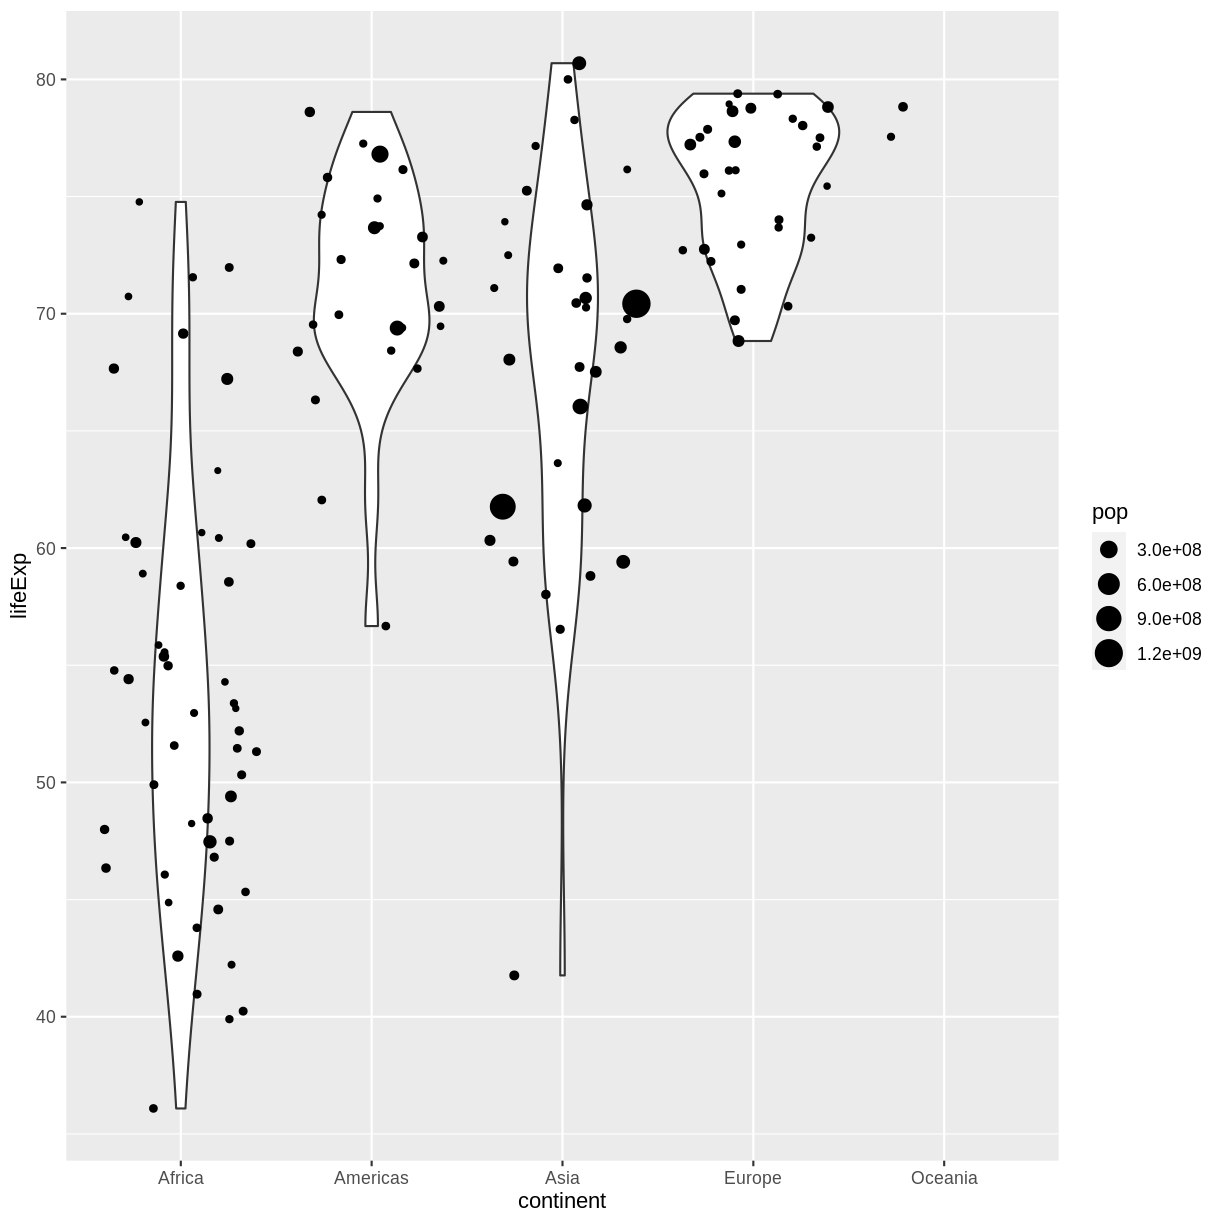 80
70
60
50
40
lifeExp
Africa
Americas
Asia
Europe
Oceania
continent
pop
3.0e+08
6.0e+08
9.0e+08
1.2e+09